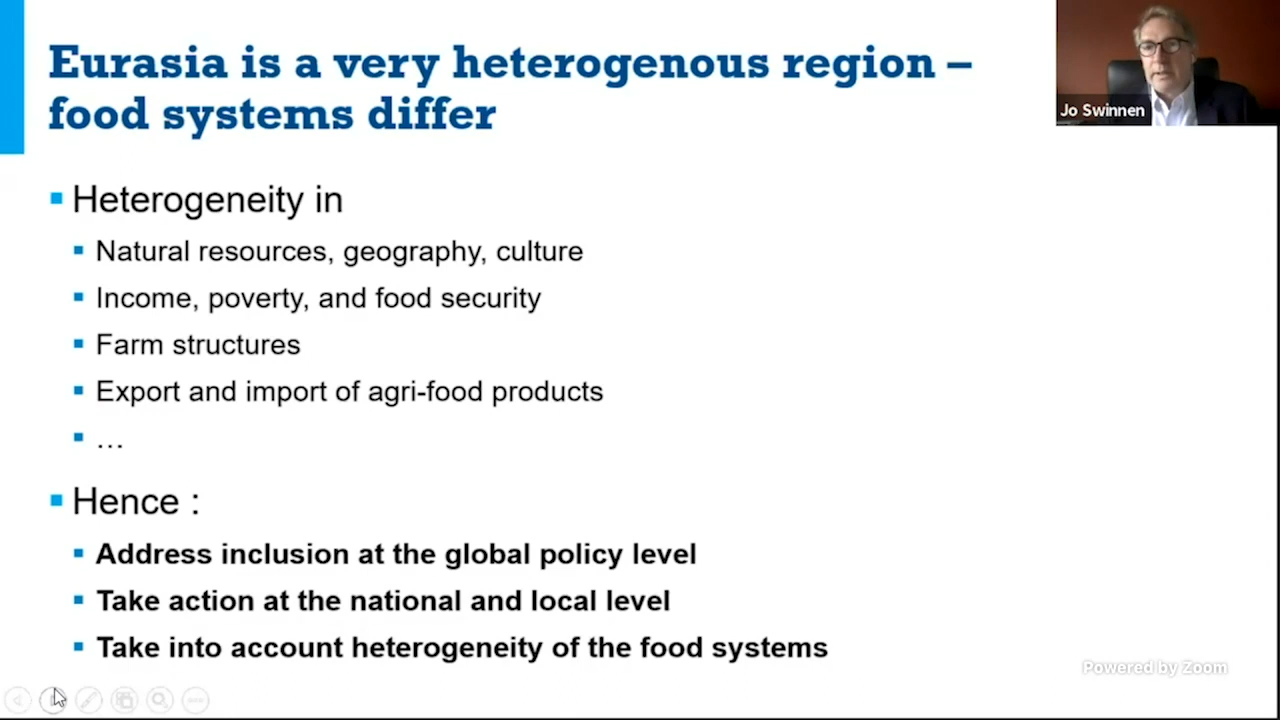 Eurasia is a very heterogenous region –
food systems differ
Jo Swinnen
Heterogeneity in
Natural resources, geography, culture
Income, poverty, and food security
Farm structures
Export and import of agri-food products
…
Hence :
Address inclusion at the global policy level
Take action at the national and local level
Take into account heterogeneity of the food systems
Powered by Zoom